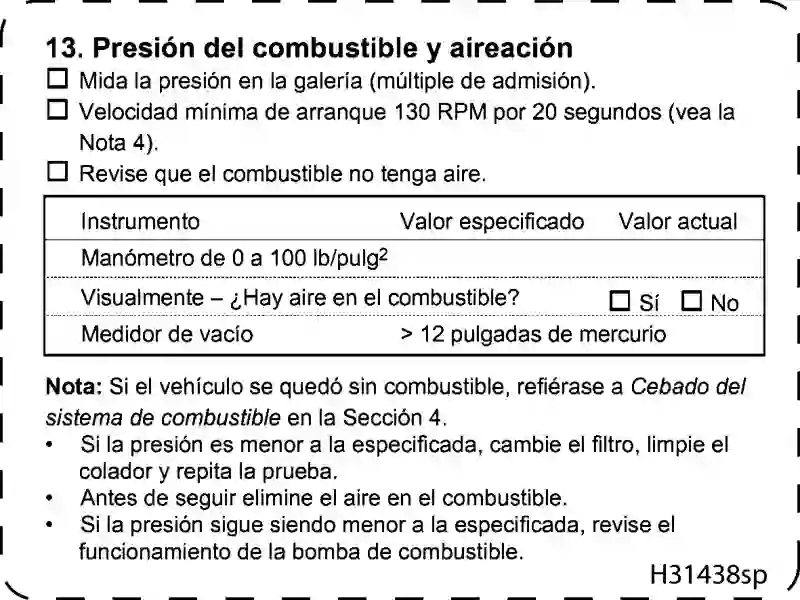 13. Presión del combustible y aireación
☐ Mida la presión en la galería (múltiple de admisión).
☐ Velocidad mínima de arranque 130 RPM por 20 segundos (vea la
Nota 4).
☐ Revise que el combustible no tenga aire.
Instrumento Valor especificado Valor actual
Manómetro de 0 a 100 lb/pulg²
Visualmente – ¿Hay aire en el combustible? ☐ Sí ☐ No
Medidor de vacío > 12 pulgadas de mercurio
Nota: Si el vehículo se quedó sin combustible, refiérase a Cebado del
sistema de combustible en la Sección 4.
• Si la presión es menor a la especificada, cambie el filtro, limpie el
colador y repita la prueba.
• Antes de seguir elimine el aire en el combustible.
• Si la presión sigue siendo menor a la especificada, revise el
funcionamiento de la bomba de combustible.
H31438sp